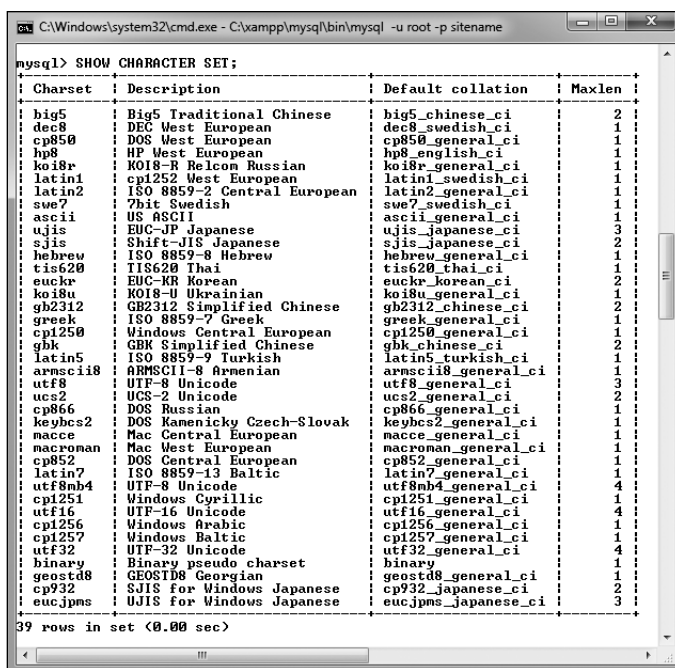 C:\Windows\system32\cmd.exe - C:\xampp\mysql\bin\mysql -u root -p sitename
mysql> SHOW CHARACTER SET;
| Charset | Description | Default collation | Maxlen |
| big5 | Big5 Traditional Chinese | big5_chinese_ci | 2 |
| dec8 | DEC West European | dec8_swedish_ci | 1 |
| cp850 | DOS West European | cp850_general_ci | 1 |
| hp8 | HP West European | hp8_english_ci | 1 |
| koi8r | KOI8-R Relcom Russian | koi8r_general_ci | 1 |
| latin1 | cp1252 West European | latin1_swedish_ci | 1 |
| latin2 | ISO 8859-2 Central European | latin2_general_ci | 1 |
| swe7 | 7bit Swedish | swe7_swedish_ci | 1 |
| ascii | US ASCII | ascii_general_ci | 1 |
| ujis | EUC-JP Japanese | ujis_japanese_ci | 3 |
| sjis | Shift-JIS Japanese | sjis_japanese_ci | 2 |
| hebrew | ISO 8859-8 Hebrew | hebrew_general_ci | 1 |
| tis620 | TIS620 Thai | tis620_thai_ci | 1 |
| euckr | EUC-KR Korean | euckr_korean_ci | 2 |
| koi8u | KOI8-U Ukrainian | koi8u_general_ci | 1 |
| gb2312 | GB2312 Simplified Chinese | gb2312_chinese_ci | 2 |
| greek | ISO 8859-7 Greek | greek_general_ci | 1 |
| cp1250 | Windows Central European | cp1250_general_ci | 1 |
| gbk | GBK Simplified Chinese | gbk_chinese_ci | 2 |
| latin5 | ISO 8859-9 Turkish | latin5_turkish_ci | 1 |
| armscii8 | ARMSCII-8 Armenian | armscii8_general_ci | 1 |
| utf8 | UTF-8 Unicode | utf8_general_ci | 3 |
| ucs2 | UCS-2 Unicode | ucs2_general_ci | 2 |
| cp866 | DOS Russian | cp866_general_ci | 1 |
| keybcs2 | DOS Kamenicky Czech-Slovak | keybcs2_general_ci | 1 |
| macce | Mac Central European | macce_general_ci | 1 |
| macroman | Mac West European | macroman_general_ci | 1 |
| cp852 | DOS Central European | cp852_general_ci | 1 |
| latin7 | ISO 8859-13 Baltic | latin7_general_ci | 1 |
| utf8mb4 | UTF-8 Unicode | utf8mb4_general_ci | 4 |
| cp1251 | Windows Cyrillic | cp1251_general_ci | 1 |
| utf16 | UTF-16 Unicode | utf16_general_ci | 4 |
| cp1256 | Windows Arabic | cp1256_general_ci | 1 |
| cp1257 | Windows Baltic | cp1257_general_ci | 1 |
| utf32 | UTF-32 Unicode | utf32_general_ci | 4 |
| binary | Binary pseudo charset | binary | 1 |
| geostd8 | GEOSTD8 Georgian | geostd8_general_ci | 1 |
| cp932 | SJIS for Windows Japanese | cp932_japanese_ci | 2 |
| eucjpms | UJIS for Windows Japanese | eucjpms_japanese_ci | 3 |
39 rows in set (0.00 sec)